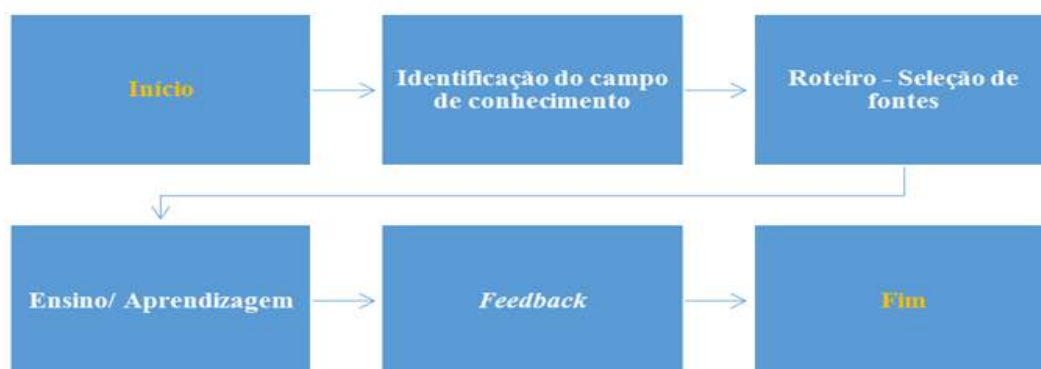 Início
Identificação do campo
de conhecimento
Roteiro - Seleção de
fontes
Ensino/ Aprendizagem
Feedback
Fim